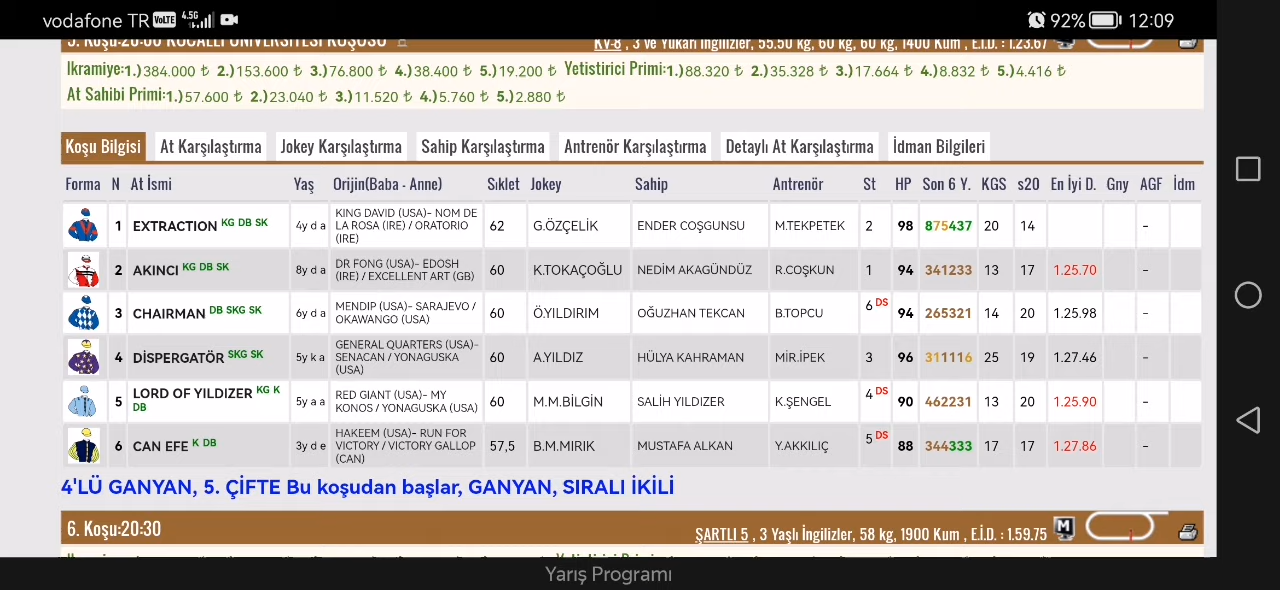 vodafone TR VoLTE 4.5G 92% 12:09
5. Koşu:20:00 KOCAELİ ÜNİVERSİTESİ KOŞUSU KV-8 , 3 ve Yukarı İngilizler, 55.50 kg, 60 kg, 60 kg, 1400 Kum , E.İ.D. : 1.23.67
Ikramiye:1.)384.000 ₺ 2.)153.600 ₺ 3.)76.800 ₺ 4.)38.400 ₺ 5.)19.200 ₺ Yetistirici Primi:1.)88.320 ₺ 2.)35.328 ₺ 3.)17.664 ₺ 4.)8.832 ₺ 5.)4.416 ₺
At Sahibi Primi:1.)57.600 ₺ 2.)23.040 ₺ 3.)11.520 ₺ 4.)5.760 ₺ 5.)2.880 ₺
Koşu Bilgisi At Karşılaştırma Jokey Karşılaştırma Sahip Karşılaştırma Antrenör Karşılaştırma Detaylı At Karşılaştırma İdman Bilgileri
Forma N At İsmi Yaş Orijin(Baba - Anne) Sıklet Jokey Sahip Antrenör St HP Son 6 Y. KGS s20 En İyi D. Gny AGF İdm
KING DAVID (USA)- NOM DE
1 EXTRACTION KG DB SK 4y d a LA ROSA (IRE) / ORATORIO 62 G.ÖZÇELİK ENDER COŞGUNSU M.TEKPETEK 2 98 875437 20 14 -
(IRE)
2 AKINCI KG DB SK 8y d a DR FONG (USA)- EDOSH 60 K.TOKAÇOĞLU NEDİM AKAGÜNDÜZ R.COŞKUN 1 94 341233 13 17 1.25.70 -
(IRE) / EXCELLENT ART (GB)
3 CHAIRMAN DB SKG SK 6y d a MENDIP (USA)- SARAJEVO / 60 Ö.YILDIRIM OĞUZHAN TEKCAN B.TOPCU 6 DS 94 265321 14 20 1.25.98 -
OKAWANGO (USA)
GENERAL QUARTERS (USA)-
4 DİSPERGATÖR SKG SK 5y k a SENACAN / YONAGUSKA 60 A.YILDIZ HÜLYA KAHRAMAN MİR.İPEK 3 96 311116 25 19 1.27.46 -
(USA)
5 LORD OF YILDIZER KG K 5y a a RED GIANT (USA)- MY 60 M.M.BİLGİN SALİH YILDIZER K.ŞENGEL 4 DS 90 462231 13 20 1.25.90 -
DB KONOS / YONAGUSKA (USA)
HAKEEM (USA)- RUN FOR
6 CAN EFE K DB 3y d e VICTORY / VICTORY GALLOP 57,5 B.M.MIRIK MUSTAFA ALKAN Y.AKKILIÇ 5 DS 88 344333 17 17 1.27.86 -
(CAN)
4'LÜ GANYAN, 5. ÇİFTE Bu koşudan başlar, GANYAN, SIRALI İKİLİ
6. Koşu:20:30 ŞARTLI 5 , 3 Yaşlı İngilizler, 58 kg, 1900 Kum , E.İ.D. : 1.59.75 M
Yarış Programı